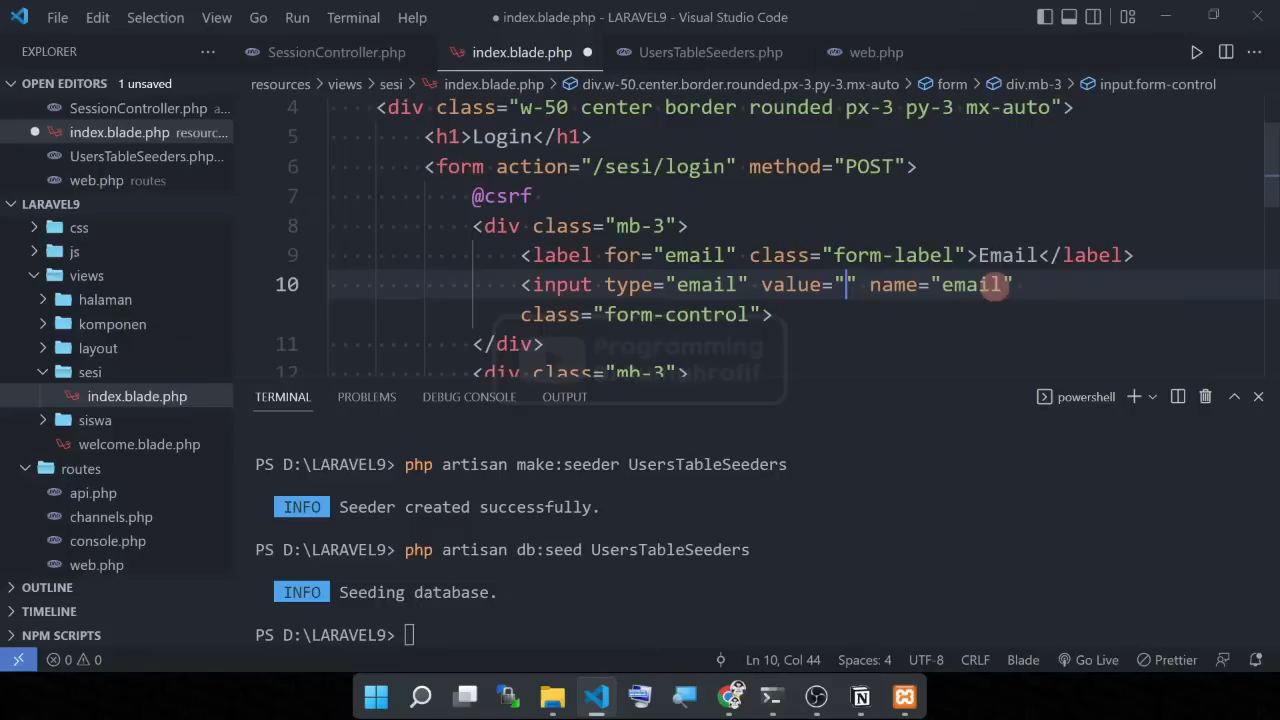 File Edit Selection View Go Run Terminal Help
● index.blade.php - LARAVEL9 - Visual Studio Code
EXPLORER
SessionController.php index.blade.php UsersTableSeeders.php web.php
OPEN EDITORS 1 unsaved
SessionController.php a...
index.blade.php resourc...
UsersTableSeeders.php...
web.php routes
LARAVEL9
css
js
views
halaman
komponen
layout
sesi
index.blade.php
siswa
welcome.blade.php
routes
api.php
channels.php
console.php
web.php
OUTLINE
TIMELINE
NPM SCRIPTS
resources > views > sesi > index.blade.php > div.w-50.center.border.rounded.px-3.py-3.mx-auto > form > div.mb-3 > input.form-control
4 <div class="w-50 center border rounded px-3 py-3 mx-auto">
5 <h1>Login</h1>
6 <form action="/sesi/login" method="POST">
7 @csrf
8 <div class="mb-3">
9 <label for="email" class="form-label">Email</label>
10 <input type="email" value="" name="email"
class="form-control">
11 </div>
12 <div class="mb-3">
Programming
TERMINAL PROBLEMS DEBUG CONSOLE OUTPUT
powershell
PS D:\LARAVEL9> php artisan make:seeder UsersTableSeeders
INFO Seeder created successfully.
PS D:\LARAVEL9> php artisan db:seed UsersTableSeeders
INFO Seeding database.
PS D:\LARAVEL9>
0 0
Ln 10, Col 44 Spaces: 4 UTF-8 CRLF Blade Go Live Prettier